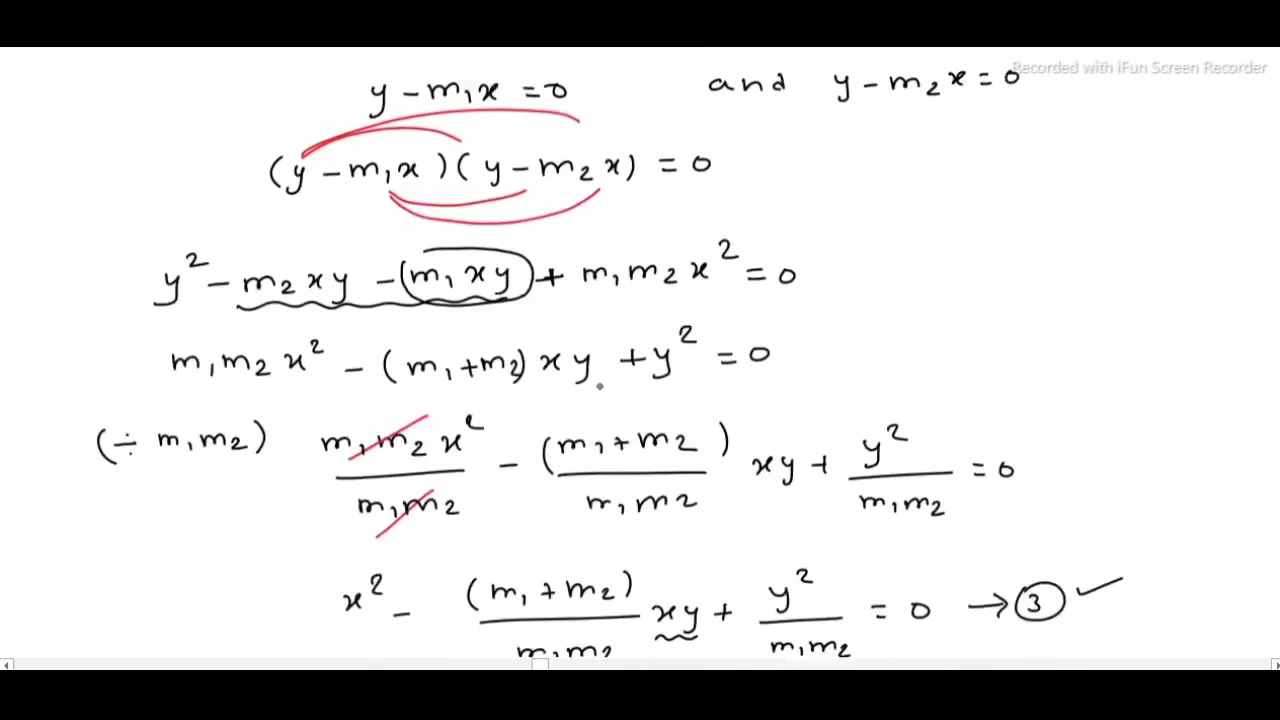 y - m₁x = 0 and y - m₂x = 0
Recorded with iFun Screen Recorder
(y - m₁x)(y - m₂x) = 0
y² - m₂xy - (m₁xy) + m₁m₂x² = 0
m₁m₂x² - (m₁+m₂)xy + y² = 0
(÷ m₁m₂) m₁m₂x²/m₁m₂ - (m₁+m₂)/m₁m₂ xy + y²/m₁m₂ = 0
x² - (m₁+m₂)/m₁m₂ xy + y²/m₁m₂ = 0 → ③ ✓